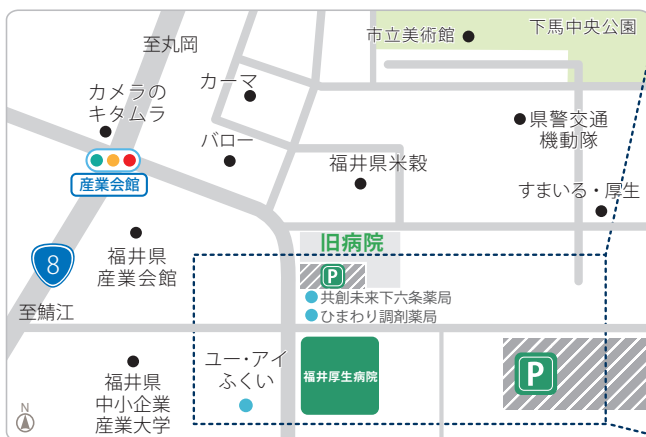 市立美術館
下馬中央公園
至丸岡
カーマ
カメラの
キタムラ
県警交通
機動隊
バロー
福井県米穀
産業会館
すまいる・厚生
旧病院
福井県
産業会館
8
P
共創未来下六条薬局
ひまわり調剤薬局
至鯖江
ユー・アイ
ふくい
福井厚生病院
P
福井県
中小企業
産業大学
N